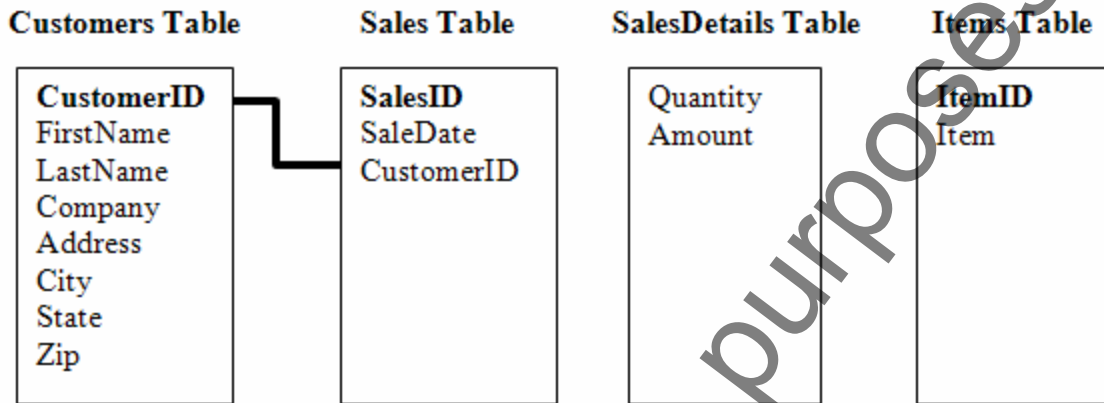 Customers Table
CustomerID
FirstName
LastName
Company
Address
City
State
Zip
Sales Table
SalesID
SaleDate
CustomerID
SalesDetails Table
Quantity
Amount
Items Table
ItemID
Item
purposes